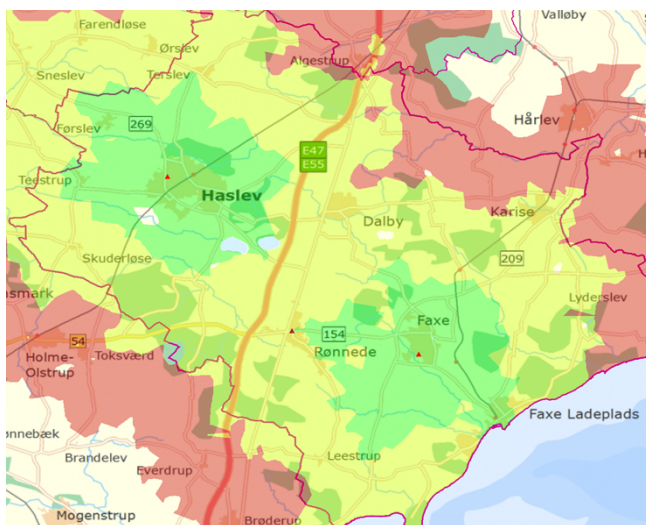 Farendløse
Valløby
Ørslev
Algestrup
Sneslev
Terslev
Førslev
269
Hårlev
E47
E55
Teestrup
Haslev
Dalby
Karise
Skuderløse
209
Lyderslev
54
154
Faxe
Holme-
Olstrup
Toksværd
Rønnede
Faxe Ladeplads
Brandelev
Everdrup
Leestrup
Mogenstrup
Brøderup